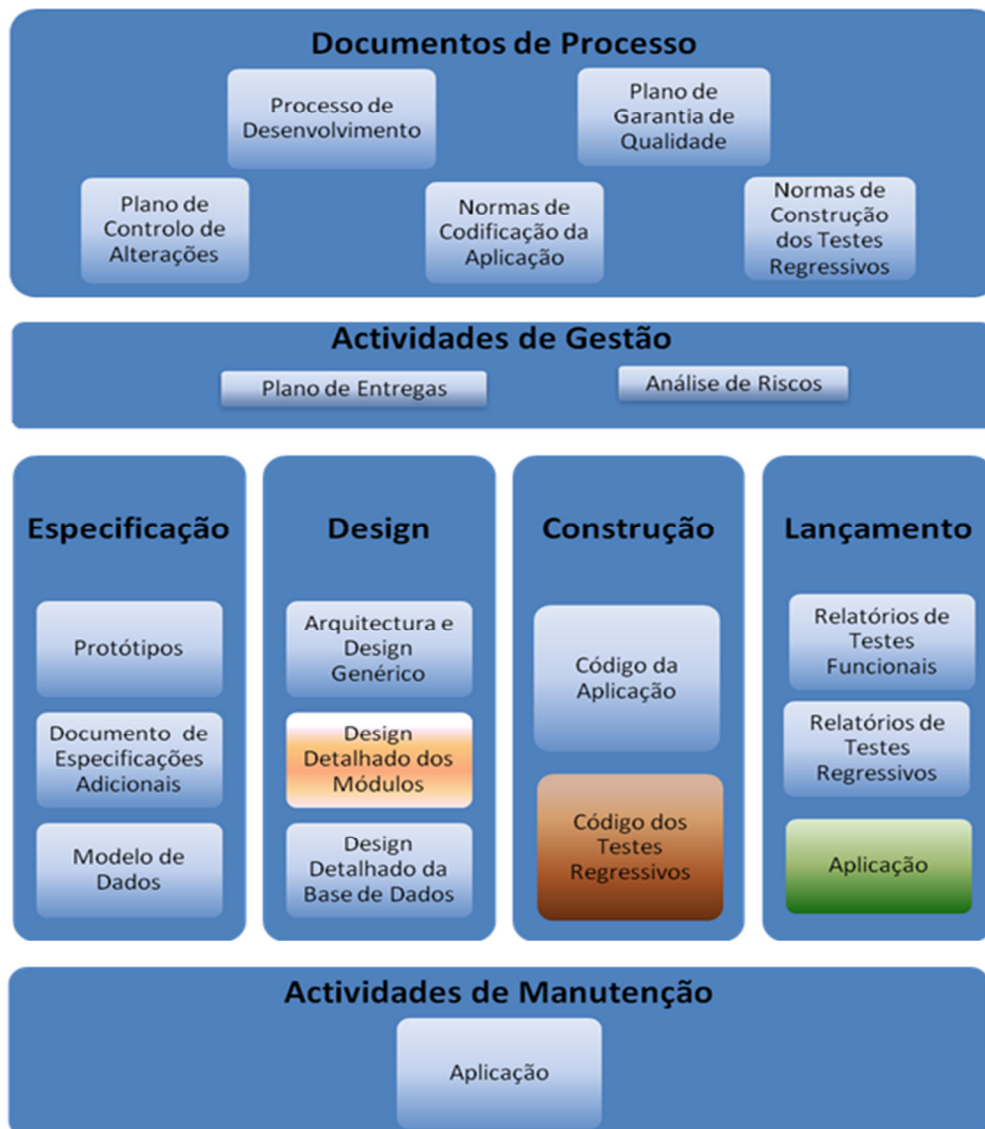 Documentos de Processo
Processo de
Desenvolvimento
Plano de
Garantia de
Qualidade
Plano de
Controlo de
Alterações
Normas de
Codificação da
Aplicação
Normas de
Construção
dos Testes
Regressivos
Actividades de Gestão
Plano de Entregas
Análise de Riscos
Especificação
Protótipos
Documento de
Especificações
Adicionais
Modelo de
Dados
Design
Arquitectura e
Design
Genérico
Design
Detalhado dos
Módulos
Design
Detalhado da
Base de Dados
Construção
Código da
Aplicação
Código dos
Testes
Regressivos
Lançamento
Relatórios de
Testes
Funcionais
Relatórios de
Testes
Regressivos
Aplicação
Actividades de Manutenção
Aplicação